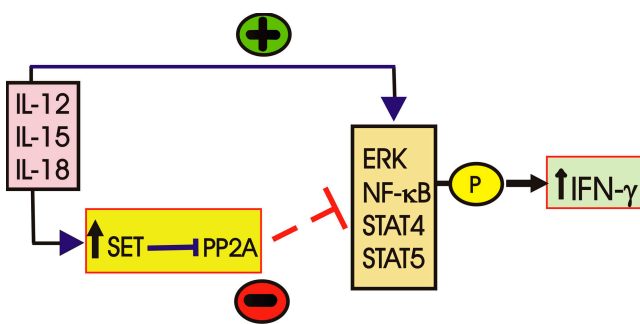 IL-12
IL-15
IL-18
SET PP2A
ERK
NF-κB
STAT4
STAT5
P
IFN-γ